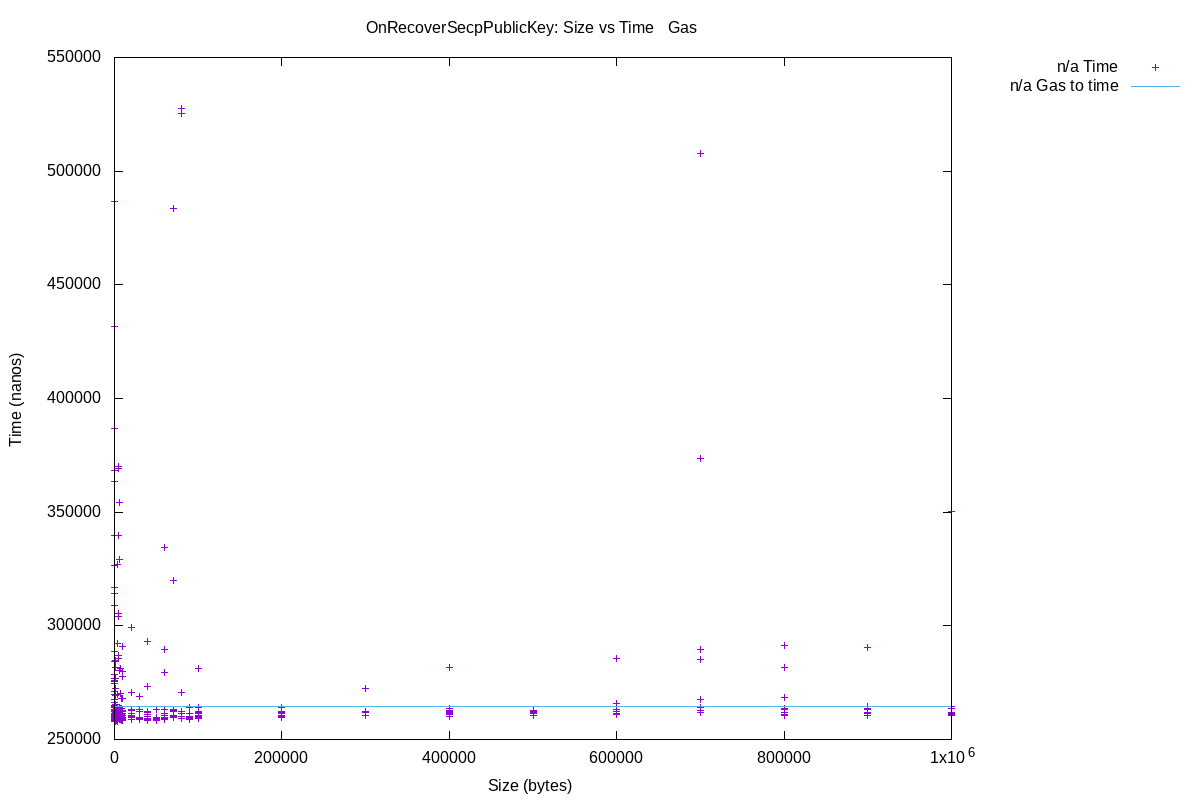 OnRecoverSecpPublicKey: Size vs Time   Gas
n/a Time
n/a Gas to time
550000
500000
450000
400000
350000
300000
250000
Time (nanos)
0
200000
400000
600000
800000
1x10^6
Size (bytes)